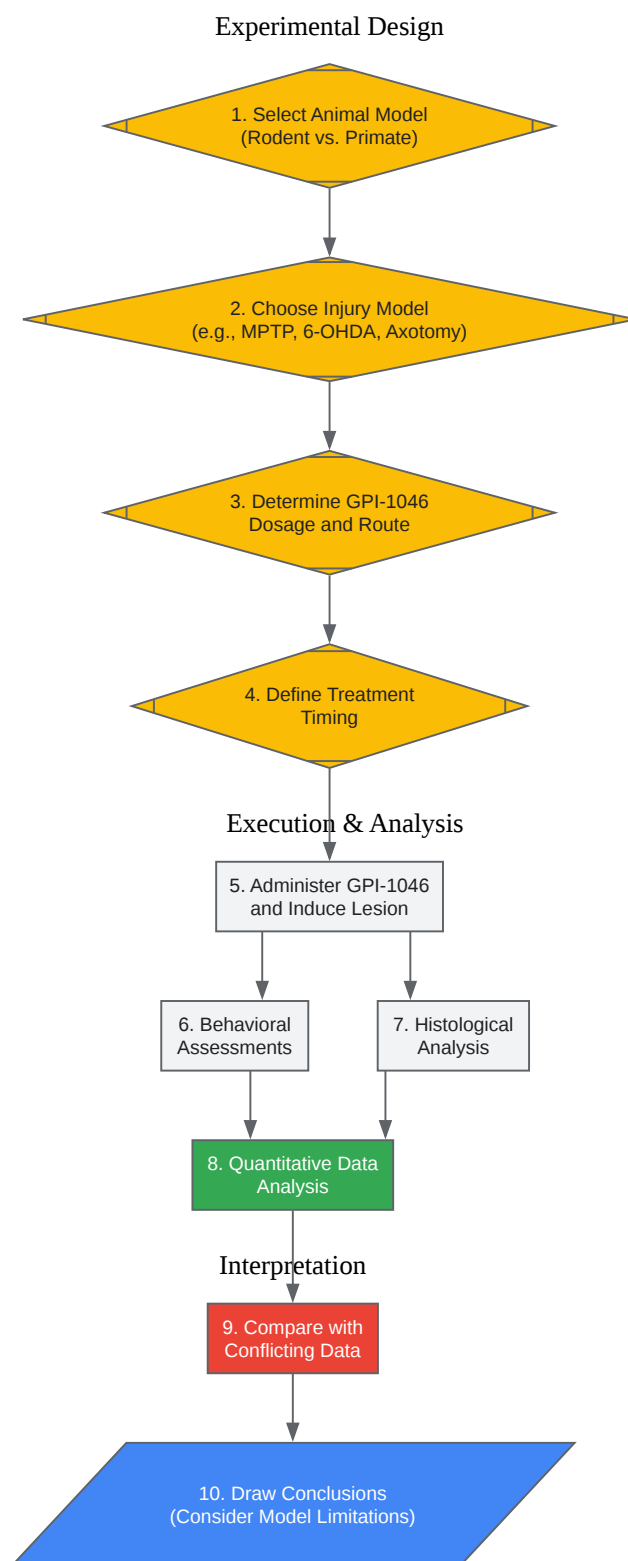 Experimental Design
1. Select Animal Model
(Rodent vs. Primate)
2. Choose Injury Model
(e.g., MPTP, 6-OHDA, Axotomy)
3. Determine GPI-1046
Dosage and Route
4. Define Treatment
Timing
Execution & Analysis
5. Administer GPI-1046
and Induce Lesion
6. Behavioral
Assessments
7. Histological
Analysis
8. Quantitative Data
Analysis
Interpretation
9. Compare with
Conflicting Data
10. Draw Conclusions
(Consider Model Limitations)